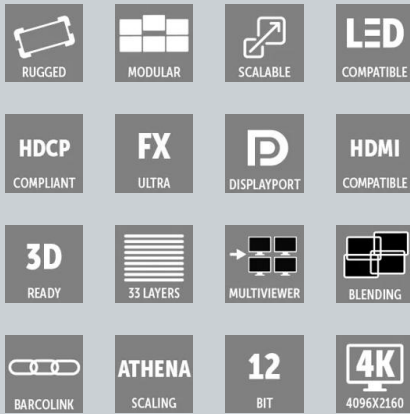 RUGGED
MODULAR
SCALABLE
LED
COMPATIBLE
HDCP
COMPLIANT
FX
ULTRA
DISPLAYPORT
HDMI
COMPATIBLE
3D
READY
33 LAYERS
MULTIVIEWER
BLENDING
BARCOLINK
ATHENA
SCALING
12
BIT
4K
4096X2160